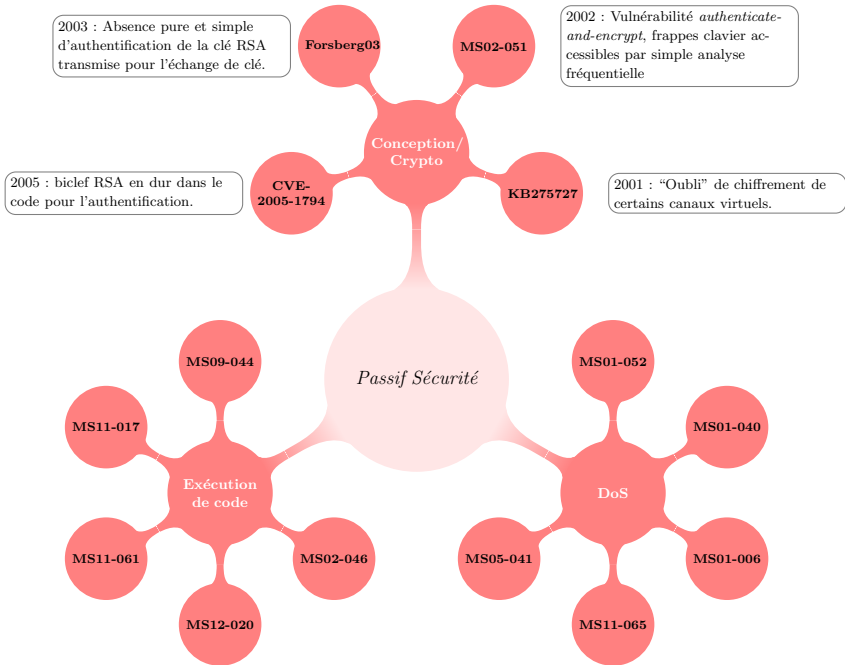 2003 : Absence pure et simple
d'authentification de la clé RSA
transmise pour l'échange de clé.
Forsberg03
MS02-051
2002 : Vulnérabilité authenticate-
and-encrypt, frappes clavier ac-
cessibles par simple analyse
fréquentielle
Conception/
Crypto
2005 : biclef RSA en dur dans le
code pour l'authentification.
CVE-
2005-1794
KB275727
2001 : “Oubli” de chiffrement de
certains canaux virtuels.
Passif Sécurité
MS09-044
MS11-017
Exécution
de code
MS11-061
MS02-046
MS12-020
MS01-052
MS01-040
DoS
MS05-041
MS01-006
MS11-065